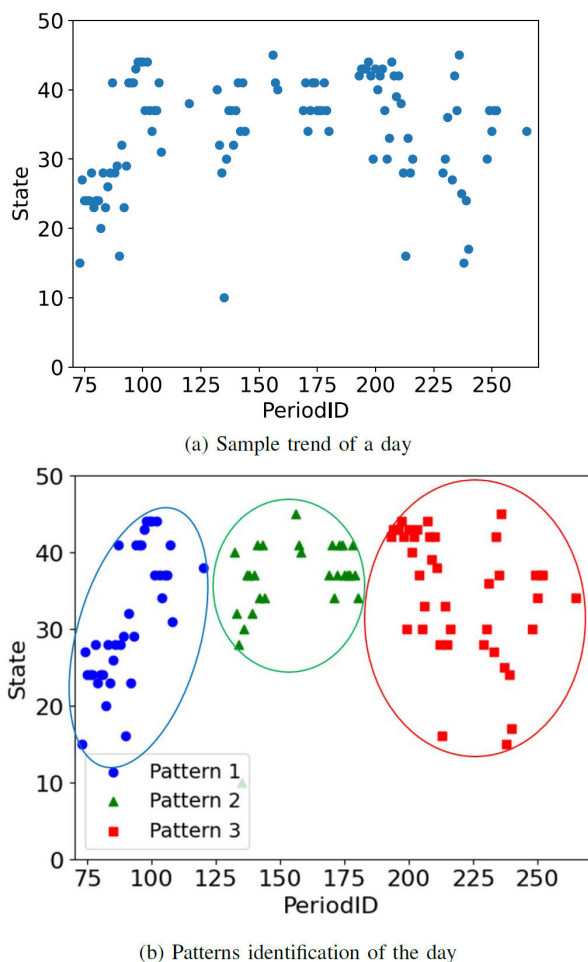 50
40
30
20
10
0
State
75 100 125 150 175 200 225 250
PeriodID
(a) Sample trend of a day
50
40
30
20
10
0
State
Pattern 1
Pattern 2
Pattern 3
75 100 125 150 175 200 225 250
PeriodID
(b) Patterns identification of the day